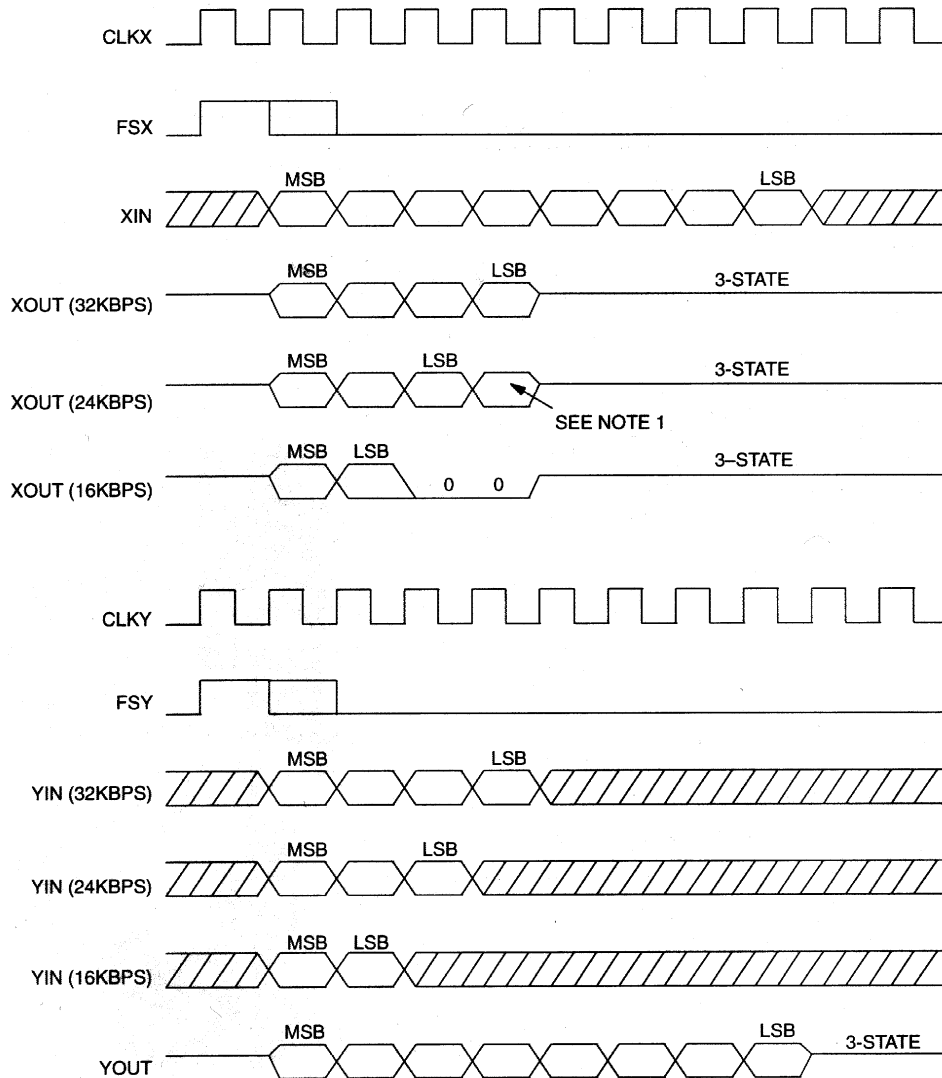 CLKX
FSX
MSB LSB
XIN
MSB LSB 3-STATE
XOUT (32KBPS)
MSB LSB 3-STATE
XOUT (24KBPS)
SEE NOTE 1
MSB LSB 3–STATE
0 0
XOUT (16KBPS)
CLKY
FSY
MSB LSB
YIN (32KBPS)
MSB LSB
YIN (24KBPS)
MSB LSB
YIN (16KBPS)
MSB LSB 3-STATE
YOUT